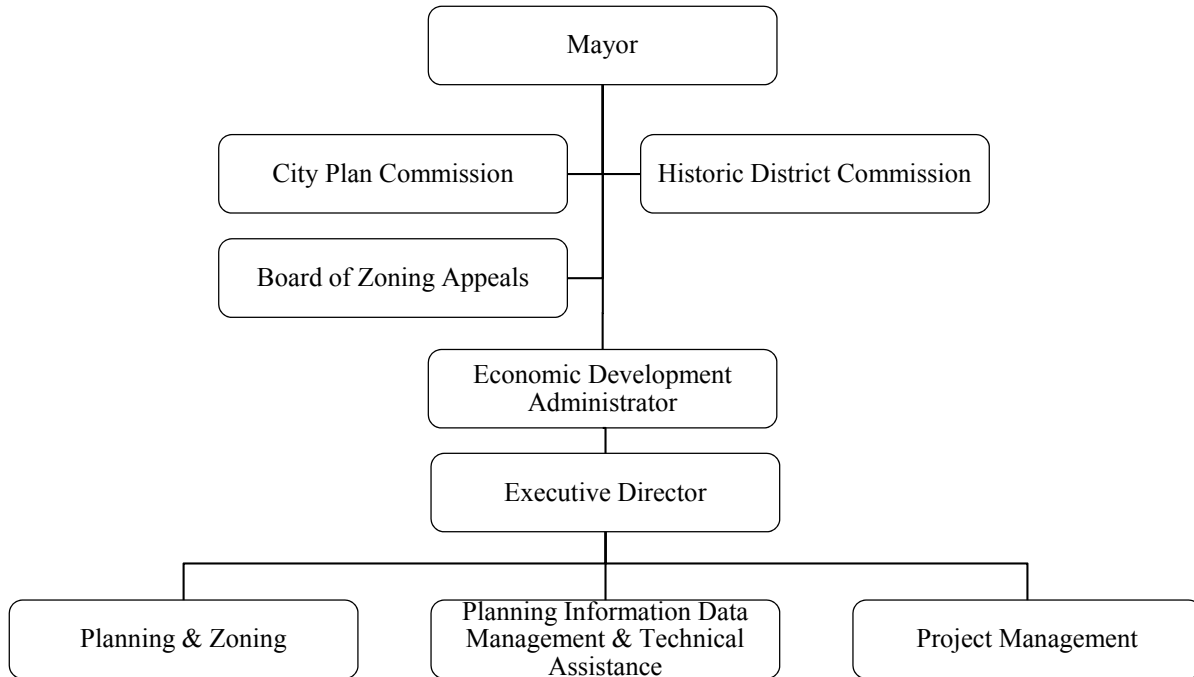 Mayor
City Plan Commission
Historic District Commission
Board of Zoning Appeals
Economic Development
Administrator
Executive Director
Planning & Zoning
Planning Information Data
Management & Technical
Assistance
Project Management